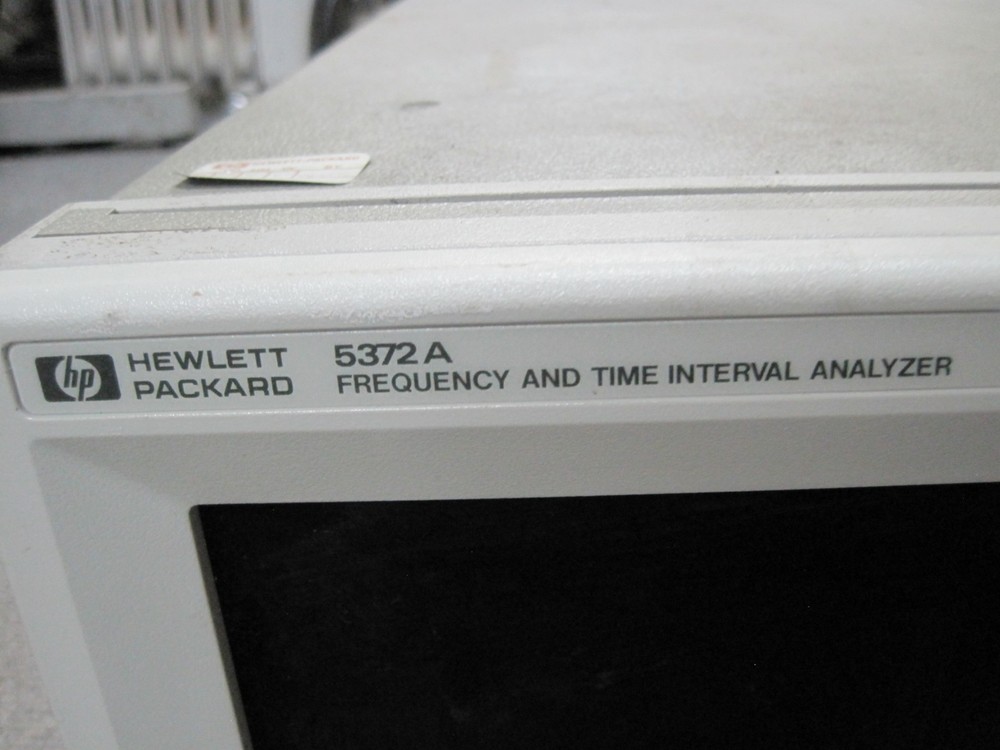 hp HEWLETT
PACKARD
5372A
FREQUENCY AND TIME INTERVAL ANALYZER